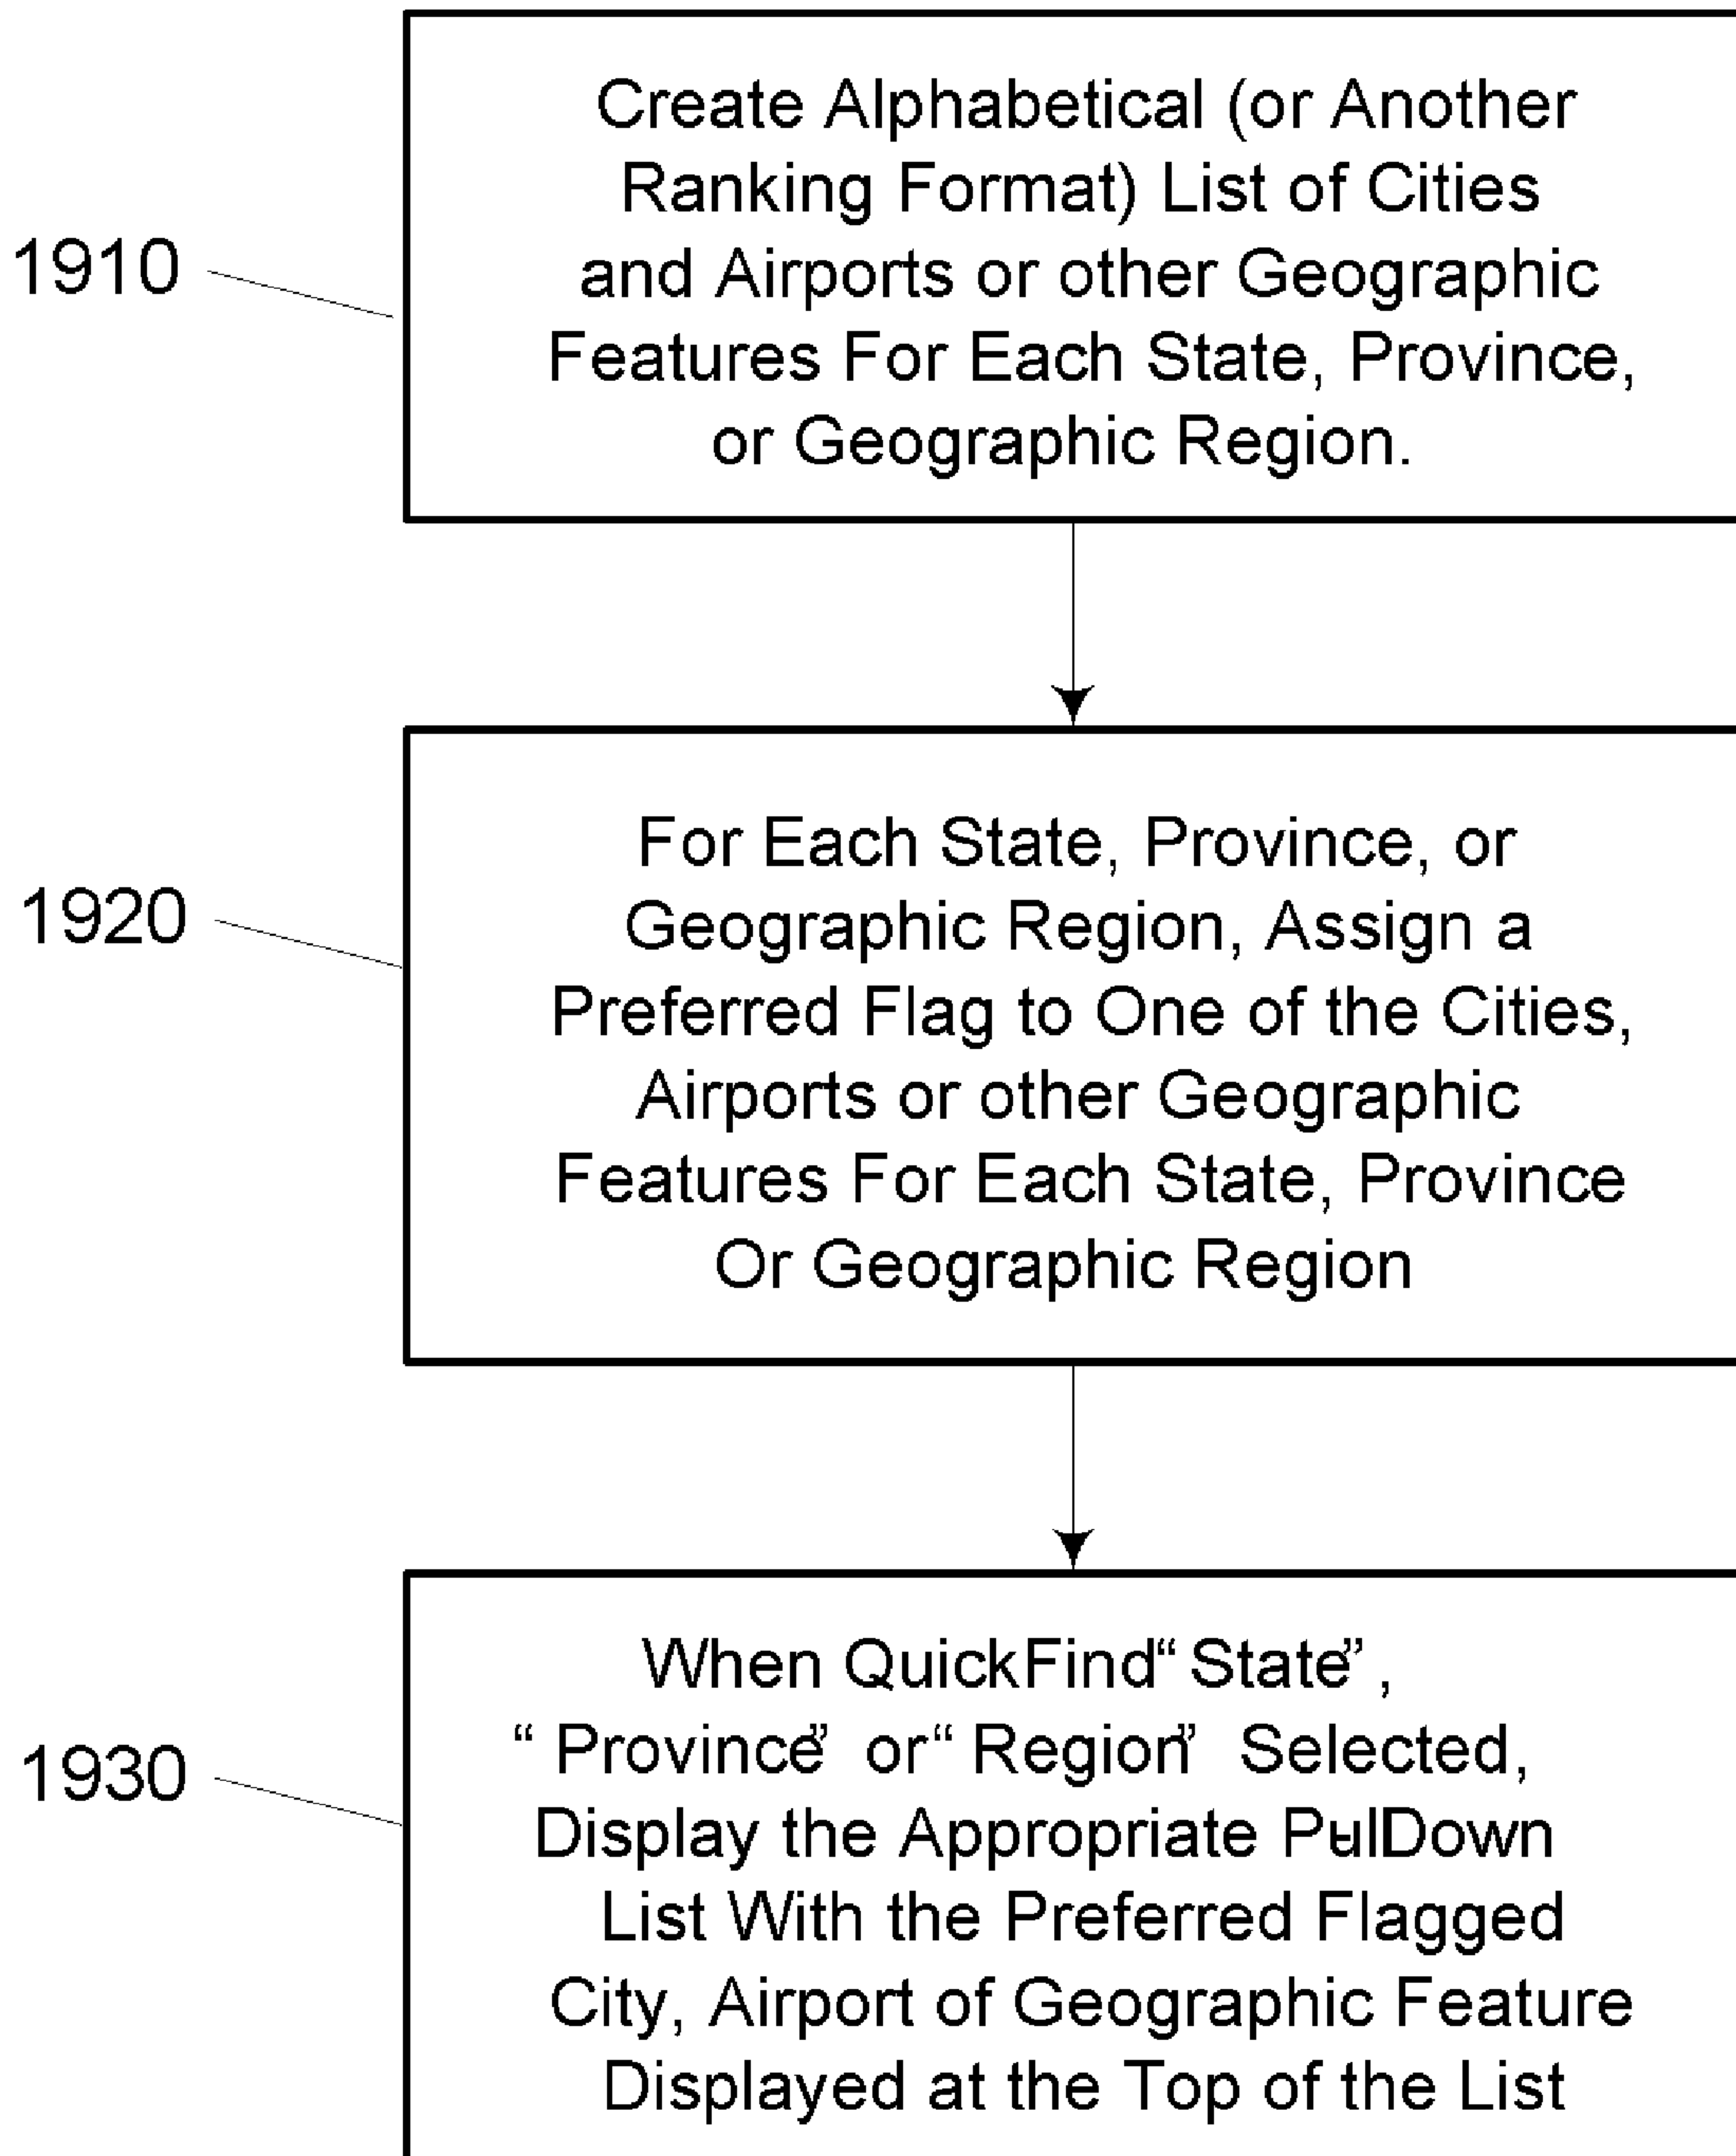 Create Alphabetical (or Another
Ranking Format) List of Cities
and Airports or other Geographic
Features For Each State, Province,
or Geographic Region.
1910
For Each State, Province, or
Geographic Region, Assign a
Preferred Flag to One of the Cities,
Airports or other Geographic
Features For Each State, Province
Or Geographic Region
1920
When QuickFind “State”,
“Province” or “Region” Selected,
Display the Appropriate Pull-Down
List With the Preferred Flagged
City, Airport of Geographic Feature
Displayed at the Top of the List
1930